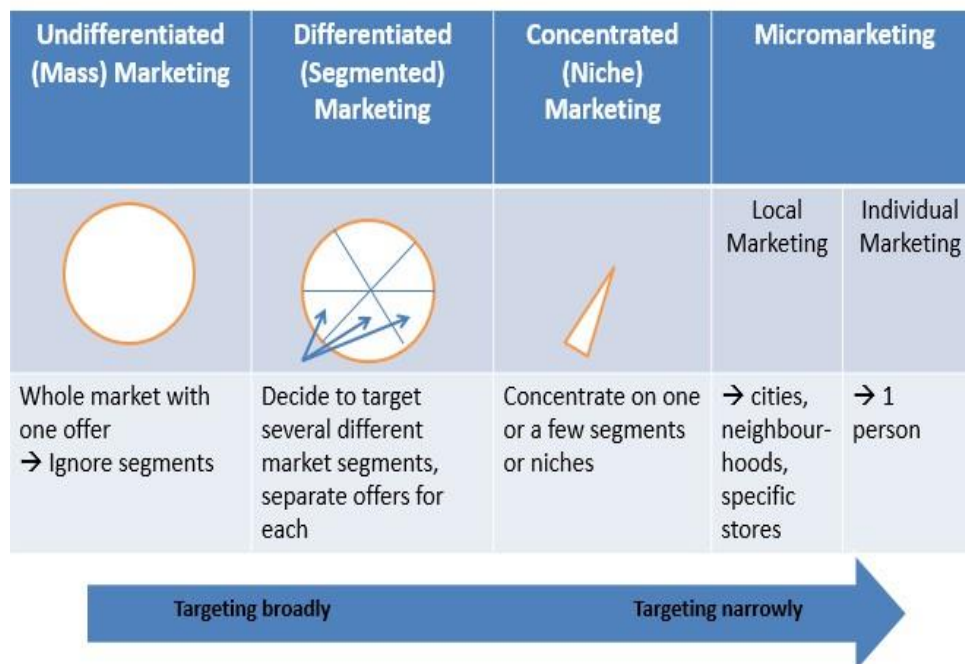 Undifferentiated
(Mass) Marketing
Differentiated
(Segmented)
Marketing
Concentrated
(Niche)
Marketing
Micromarketing
Local
Marketing
Individual
Marketing
Whole market with
one offer
→ Ignore segments
Decide to target
several different
market segments,
separate offers for
each
Concentrate on one
or a few segments
or niches
→ cities,
neighbour-
hoods,
specific
stores
→ 1
person
Targeting broadly
Targeting narrowly